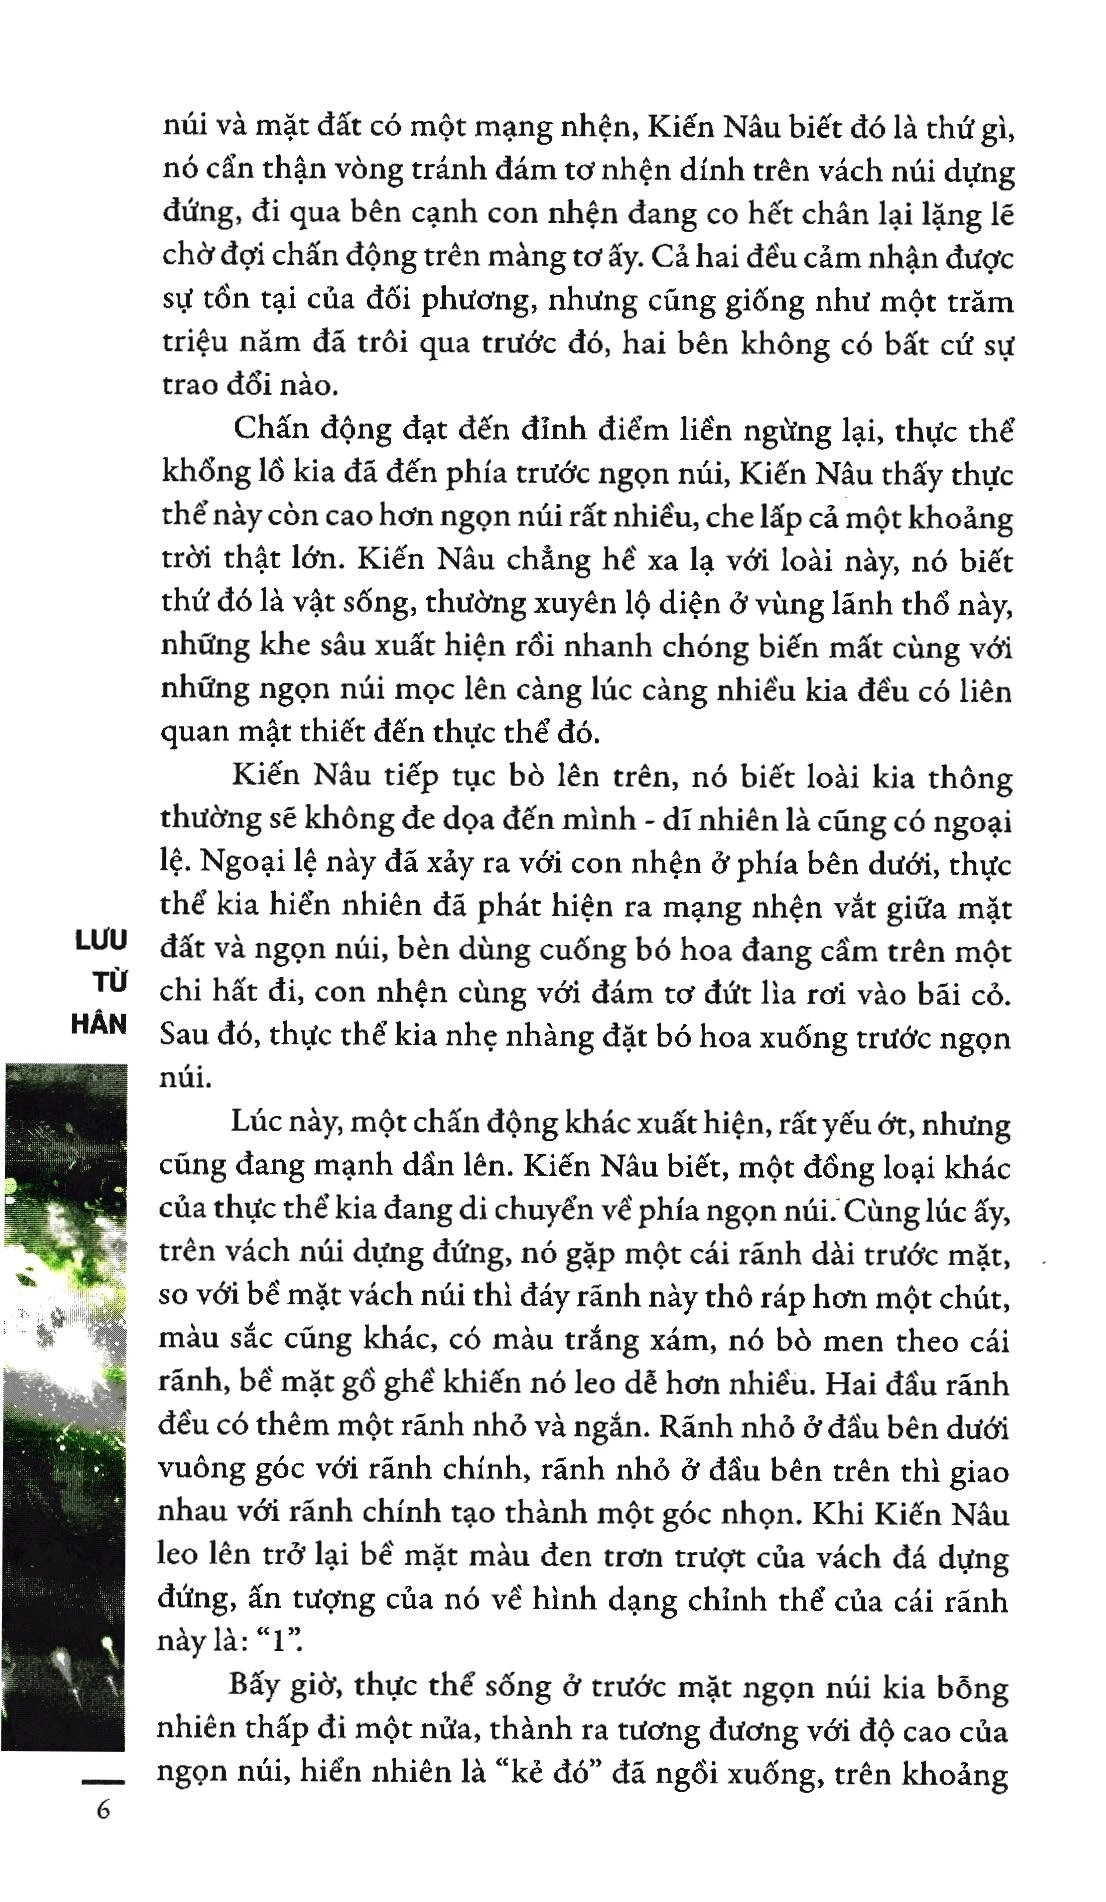 núi và mặt đất có một mạng nhện, Kiến Nâu biết đó là thứ gì,
nó cẩn thận vòng tránh đám tơ nhện dính trên vách núi dựng
đứng, đi qua bên cạnh con nhện đang co hết chân lại lặng lẽ
chờ đợi chấn động trên màng tơ ấy. Cả hai đều cảm nhận được
sự tồn tại của đối phương, nhưng cũng giống như một trăm
triệu năm đã trôi qua trước đó, hai bên không có bất cứ sự
trao đổi nào.
Chấn động đạt đến đỉnh điểm liền ngừng lại, thực thể
khổng lồ kia đã đến phía trước ngọn núi, Kiến Nâu thấy thực
thể này còn cao hơn ngọn núi rất nhiều, che lấp cả một khoảng
trời thật lớn. Kiến Nâu chẳng hề xa lạ với loài này, nó biết
thứ đó là vật sống, thường xuyên lộ diện ở vùng lãnh thổ này,
những khe sâu xuất hiện rồi nhanh chóng biến mất cùng với
những ngọn núi mọc lên càng lúc càng nhiều kia đều có liên
quan mật thiết đến thực thể đó.
Kiến Nâu tiếp tục bò lên trên, nó biết loài kia thông
thường sẽ không đe dọa đến mình - dĩ nhiên là cũng có ngoại
lệ. Ngoại lệ này đã xảy ra với con nhện ở phía bên dưới, thực
thể kia hiển nhiên đã phát hiện ra mạng nhện vắt giữa mặt
đất và ngọn núi, bèn dùng cuống bó hoa đang cầm trên một
chi hất đi, con nhện cùng với đám tơ đứt lìa rơi vào bãi cỏ.
Sau đó, thực thể kia nhẹ nhàng đặt bó hoa xuống trước ngọn
núi.
Lúc này, một chấn động khác xuất hiện, rất yếu ớt, nhưng
cũng đang mạnh dần lên. Kiến Nâu biết, một đồng loại khác
của thực thể kia đang di chuyển về phía ngọn núi. Cùng lúc ấy,
trên vách núi dựng đứng, nó gặp một cái rãnh dài trước mặt,
so với bề mặt vách núi thì đáy rãnh này thô ráp hơn một chút,
màu sắc cũng khác, có màu trắng xám, nó bò men theo cái
rãnh, bề mặt gồ ghề khiến nó leo dễ hơn nhiều. Hai đầu rãnh
đều có thêm một rãnh nhỏ và ngắn. Rãnh nhỏ ở đầu bên dưới
vuông góc với rãnh chính, rãnh nhỏ ở đầu bên trên thì giao
nhau với rãnh chính tạo thành một góc nhọn. Khi Kiến Nâu
leo lên trở lại bề mặt màu đen trơn trượt của vách đá dựng
đứng, ấn tượng của nó về hình dạng chỉnh thể của cái rãnh
này là: “1”.
Bấy giờ, thực thể sống ở trước mặt ngọn núi kia bỗng
nhiên thấp đi một nửa, thành ra tương đương với độ cao của
ngọn núi, hiển nhiên là “kẻ đó” đã ngồi xuống, trên khoảng
LƯU
TỪ
HÂN
6